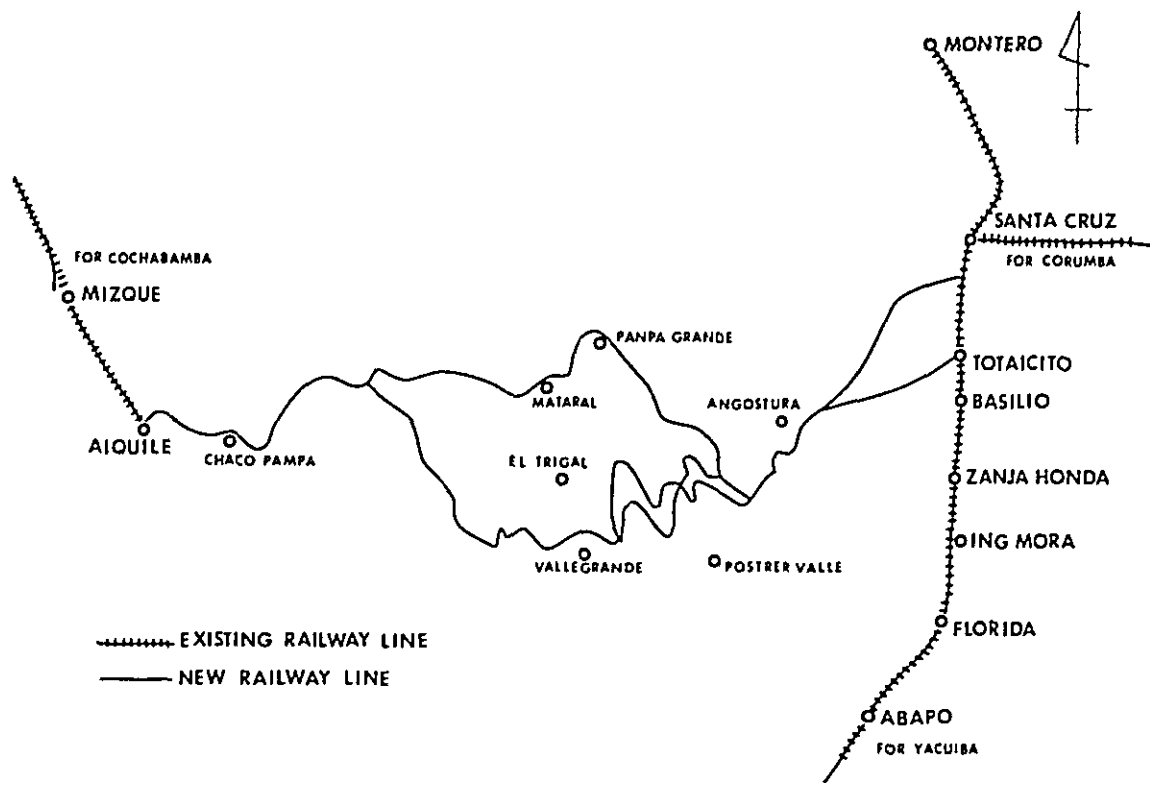 MONTERO
SANTA CRUZ
FOR CORUMBA
FOR COCHABAMBA
MIZQUE
PANPA GRANDE
TOTAICITO
MATARAL
ANGOSTURA
BASILIO
AIQUILE
CHACO PAMPA
EL TRIGAL
ZANJA HONDA
ING MORA
VALLEGRANDE
POSTRER VALLE
FLORIDA
EXISTING RAILWAY LINE
NEW RAILWAY LINE
ABAPO
FOR YACUIBA